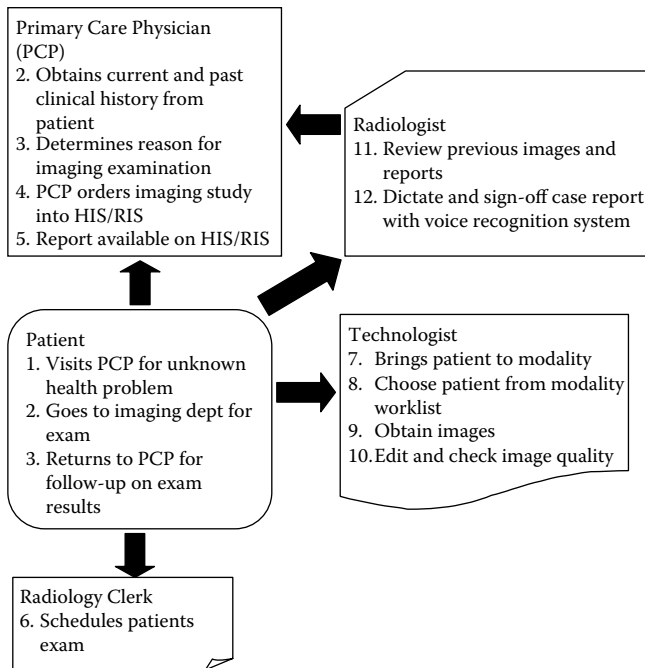 Primary Care Physician
(PCP)
2. Obtains current and past
clinical history from
patient
3. Determines reason for
imaging examination
4. PCP orders imaging study
into HIS/RIS
5. Report available on HIS/RIS
Radiologist
11. Review previous images and
reports
12. Dictate and sign-off case report
with voice recognition system
Patient
1. Visits PCP for unknown
health problem
2. Goes to imaging dept for
exam
3. Returns to PCP for
follow-up on exam
results
Technologist
7. Brings patient to modality
8. Choose patient from modality
worklist
9. Obtain images
10. Edit and check image quality
Radiology Clerk
6. Schedules patients
exam